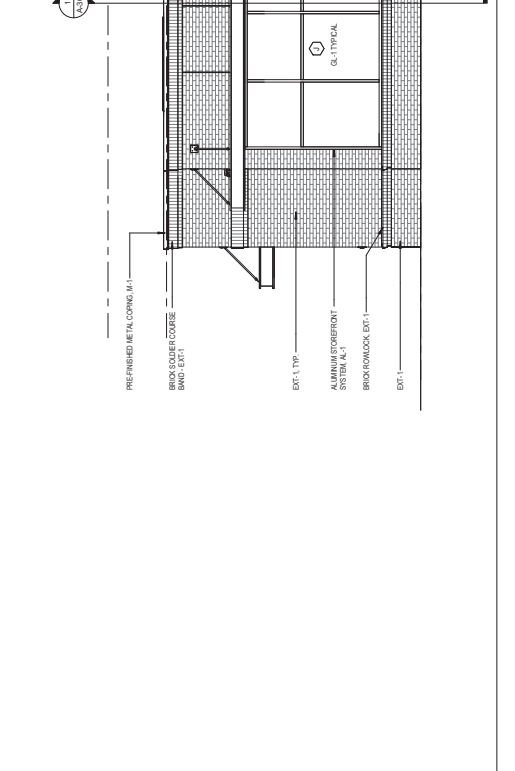 1
A-30
J
GL-1 TYPICAL
PRE-FINISHED METAL COPING, M-1
BRICK SOLDIER COURSE
BAND - EXT-1
EXT-1, TYP.
ALUMINUM STOREFRONT
SYSTEM, AL-1
BRICK ROWLOCK, EXT-1
EXT-1